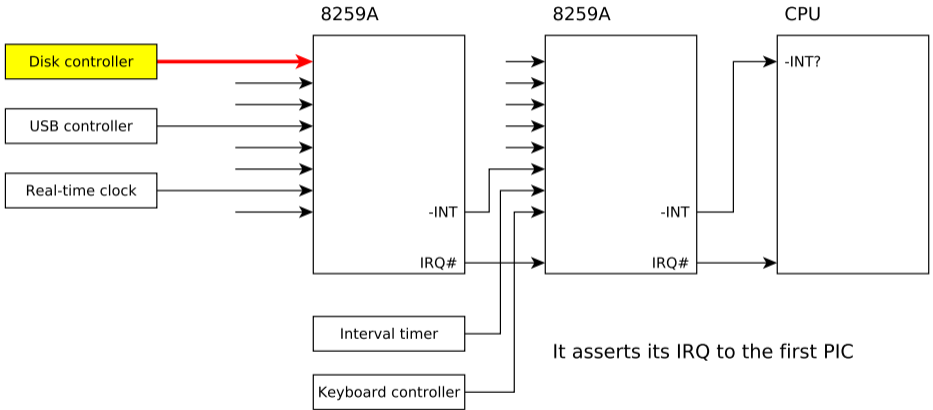 8259A
8259A
CPU
Disk controller
-INT?
USB controller
Real-time clock
-INT
-INT
IRQ#
IRQ#
Interval timer
It asserts its IRQ to the first PIC
Keyboard controller